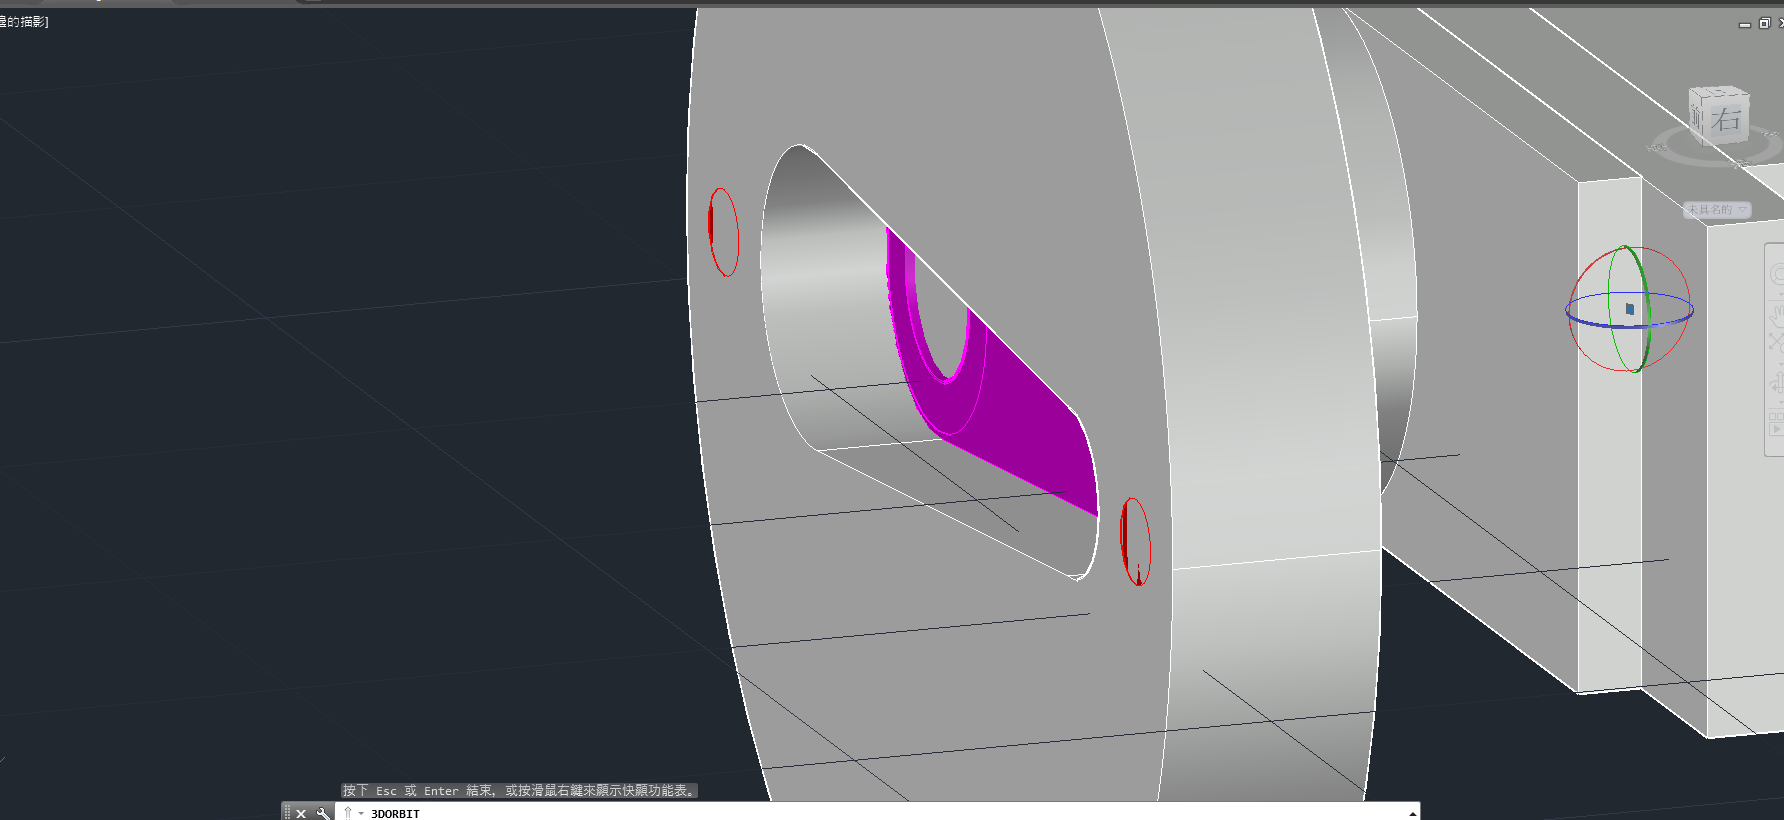 邊的描影]
右
未具名的
按下 Esc 或 Enter 結束, 或按滑鼠右鍵來顯示快顯功能表。
3DORBIT